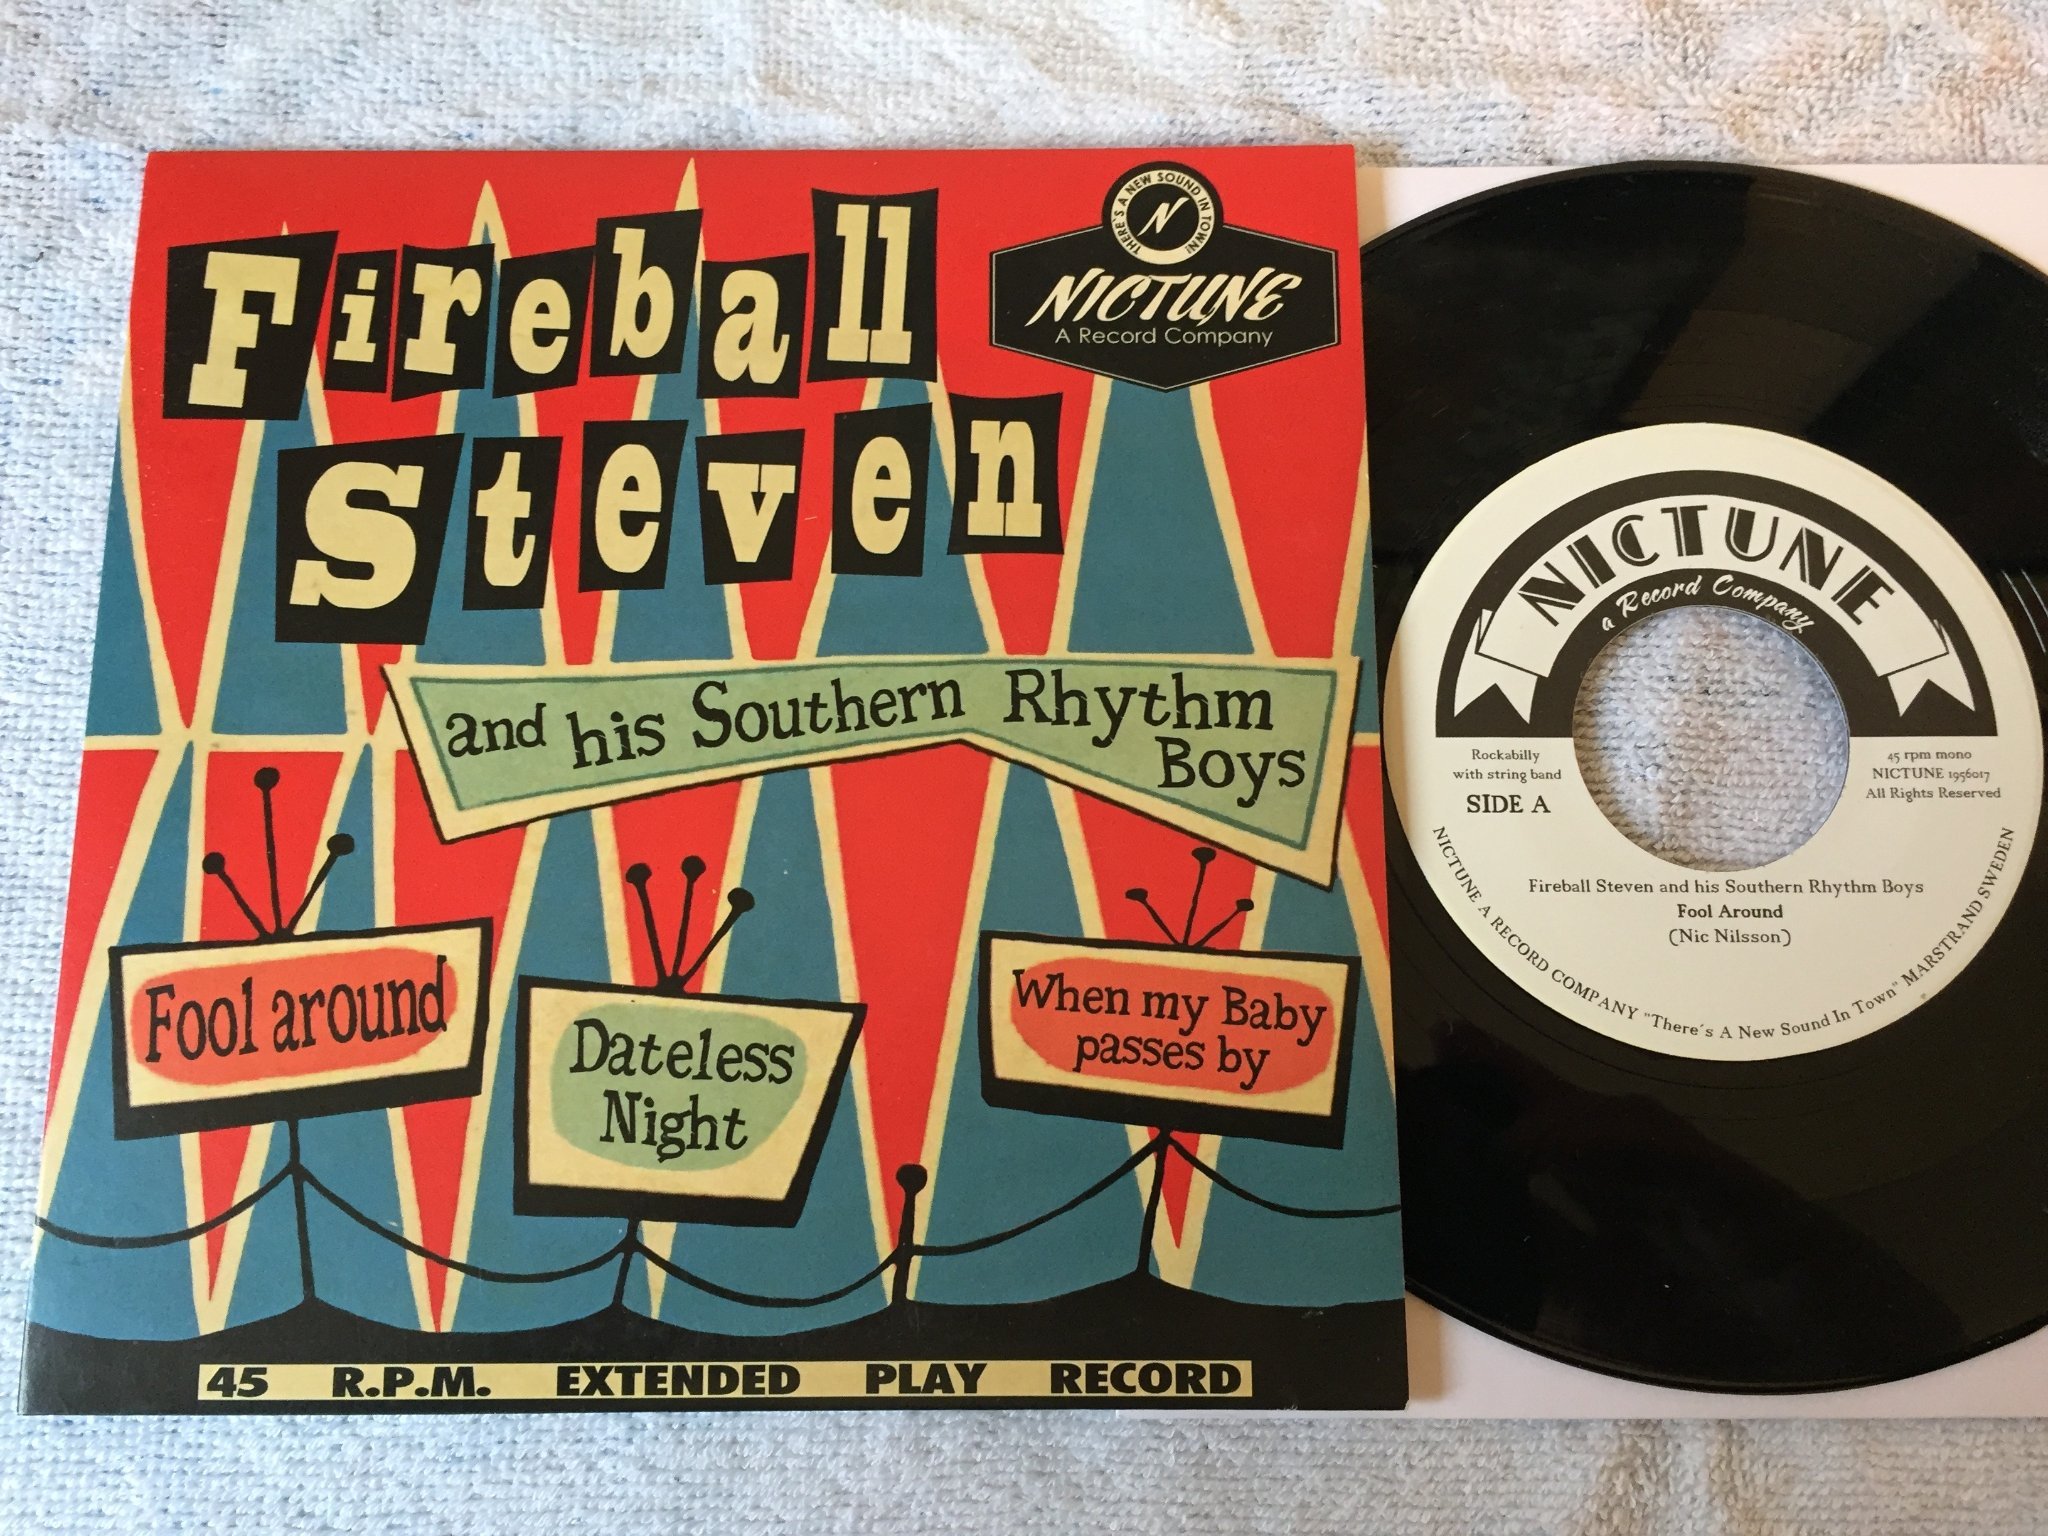 Fireball
Steven
and his Southern Rhythm
Boys
THERE'S A NEW SOUND IN TOWN!
N
NICTUNE
A Record Company
Fool around
Dateless
Night
When my Baby
passes by
45 R.P.M. EXTENDED PLAY RECORD
NICTUNE
a Record Company
Rockabilly
with string band
SIDE A
45 rpm mono
NICTUNE 1956017
All Rights Reserved
Fireball Steven and his Southern Rhythm Boys
Fool Around
(Nic Nilsson)
NICTUNE A RECORD COMPANY "There´s A New Sound In Town" MARSTRAND SWEDEN